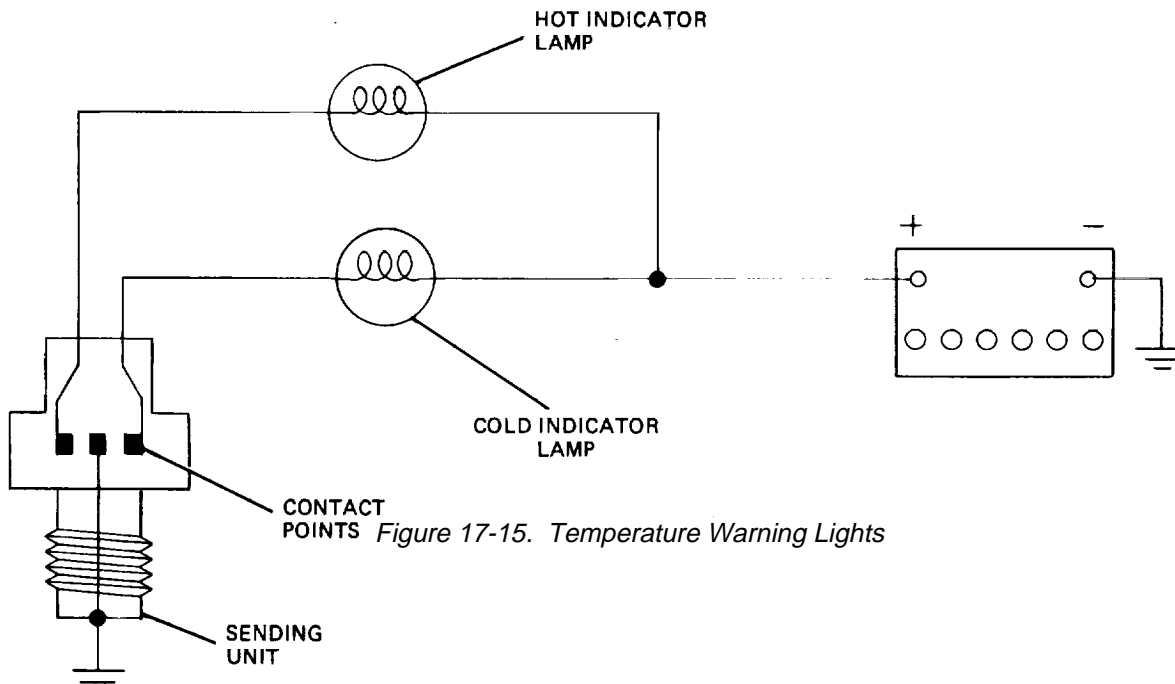 HOT INDICATOR
LAMP
+ −
COLD INDICATOR
LAMP
CONTACT
POINTS
Figure 17-15. Temperature Warning Lights
SENDING
UNIT